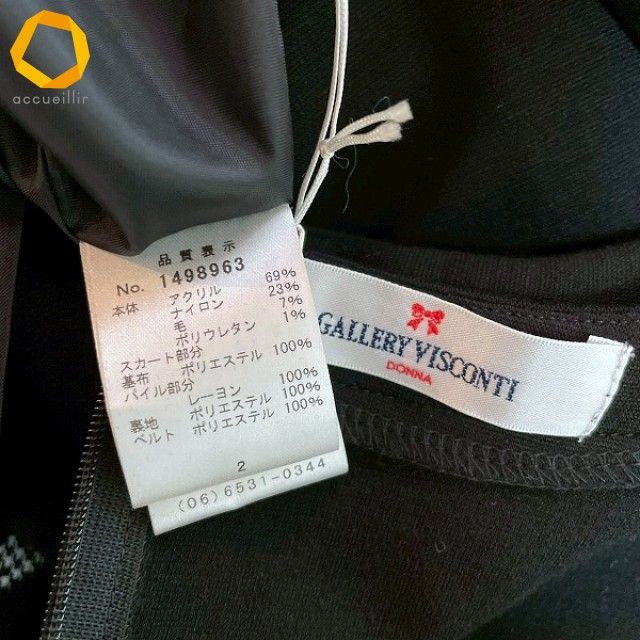 accueillir
品質表示
No. 1498963
本体 アクリル 69%
ナイロン 23%
毛 7%
ポリウレタン 1%
スカート部分
基布 ポリエステル 100%
パイル部分
レーヨン 100%
裏地 ポリエステル 100%
ベルト ポリエステル 100%
2
(06)6531-0344
GALLERY VISCONTI
DONNA